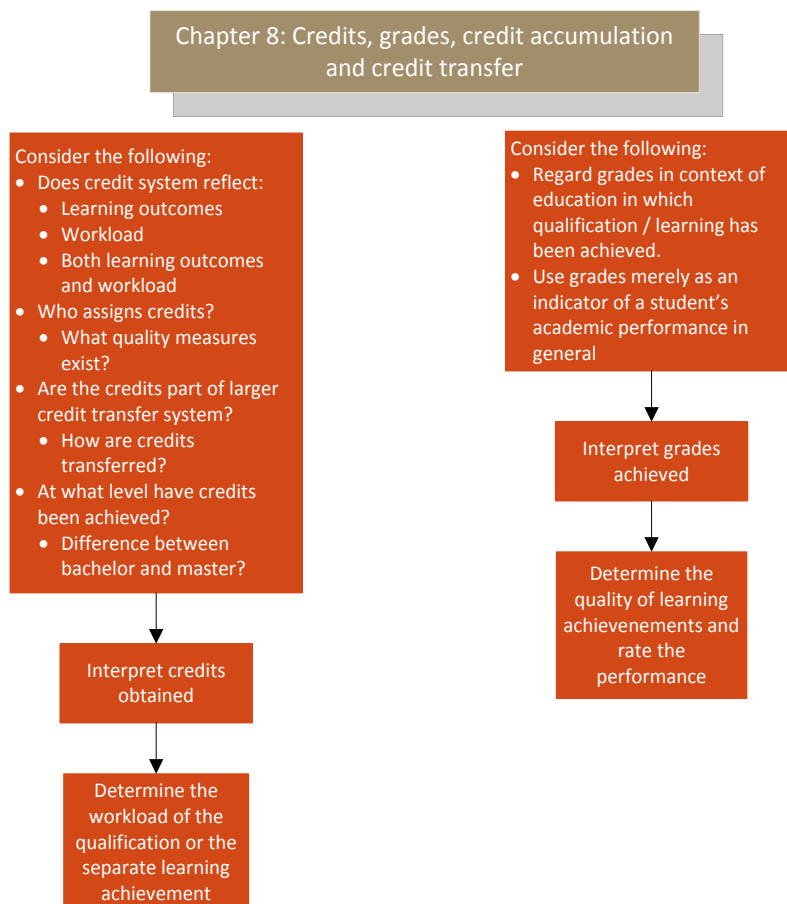 Chapter 8: Credits, grades, credit accumulation
and credit transfer
Consider the following:
• Does credit system reflect:
• Learning outcomes
• Workload
• Both learning outcomes
and workload
• Who assigns credits?
• What quality measures
exist?
• Are the credits part of larger
credit transfer system?
• How are credits
transferred?
• At what level have credits
been achieved?
• Difference between
bachelor and master?
Interpret credits
obtained
Determine the
workload of the
qualification or the
separate learning
achievement
Consider the following:
• Regard grades in context of
education in which
qualification / learning has
been achieved.
• Use grades merely as an
indicator of a student’s
academic performance in
general
Interpret grades
achieved
Determine the
quality of learning
achievenements and
rate the
performance